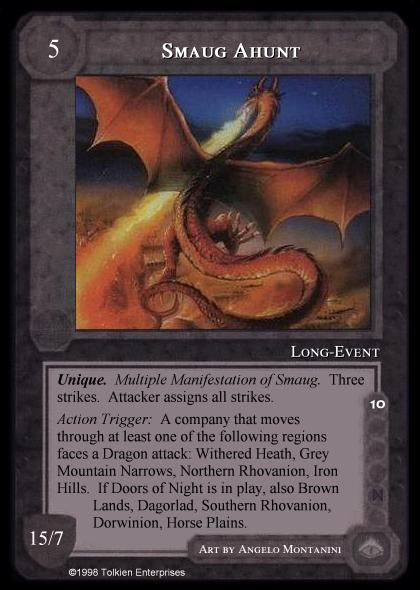 5
SMAUG AHUNT
LONG-EVENT
Unique. Multiple Manifestation of Smaug. Three
strikes. Attacker assigns all strikes.
10
Action Trigger: A company that moves
through at least one of the following regions
faces a Dragon attack: Withered Heath, Grey
Mountain Narrows, Northern Rhovanion, Iron
Hills. If Doors of Night is in play, also Brown
Lands, Dagorlad, Southern Rhovanion,
Dorwinion, Horse Plains.
15/7
ART BY ANGELO MONTANINI
©1998 Tolkien Enterprises